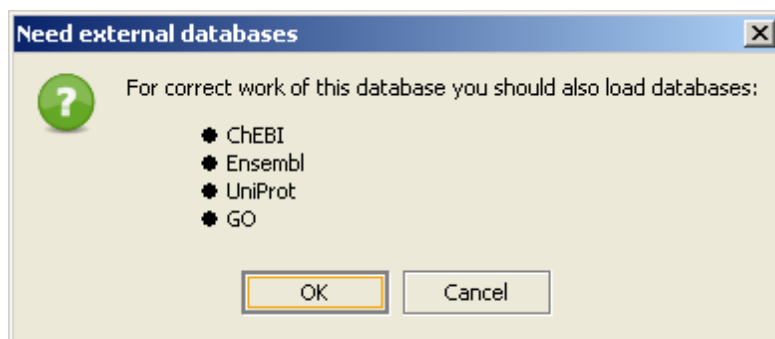 Need external databases
For correct work of this database you should also load databases:
ChEBI
Ensembl
UniProt
GO
OK
Cancel